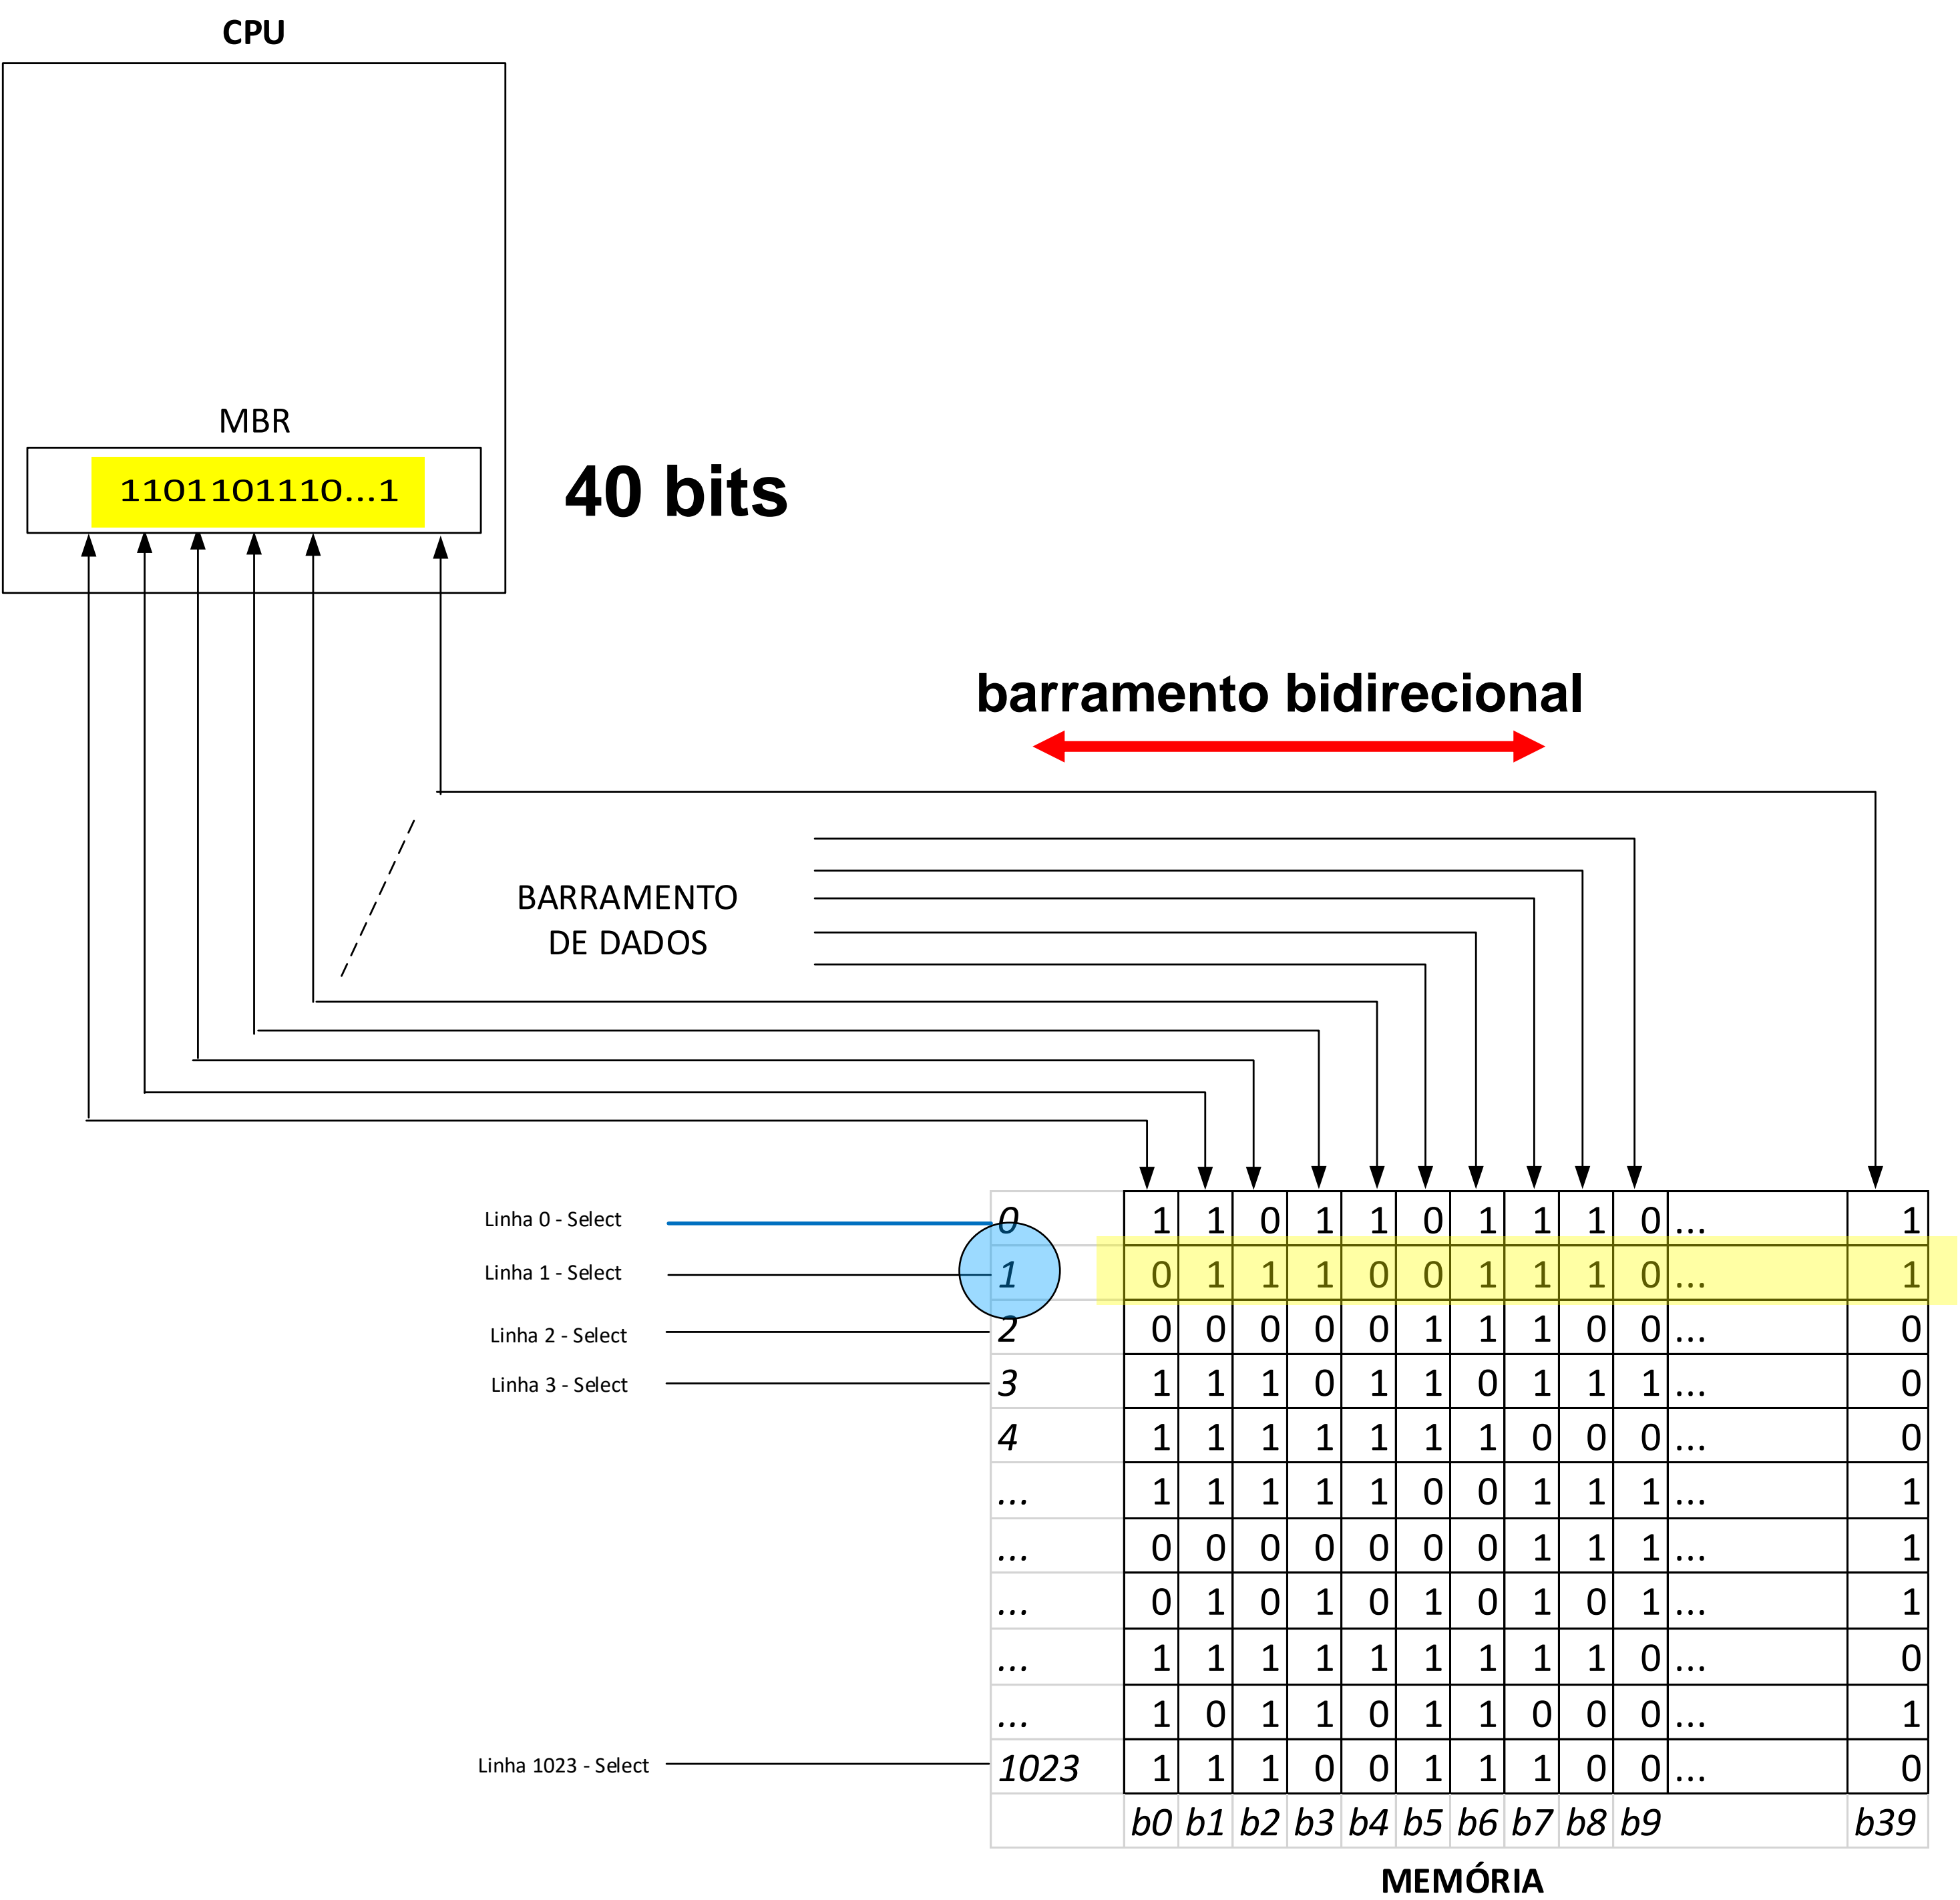 CPU
MBR
1101101110...1
40 bits
barramento bidirecional
BARRAMENTO
DE DADOS
Linha 0 - Select
0 1 1 0 1 1 0 1 1 1 0 ... 1
Linha 1 - Select
1 0 1 1 1 0 0 1 1 1 0 ... 1
Linha 2 - Select
2 0 0 0 0 0 1 1 1 0 0 ... 0
Linha 3 - Select
3 1 1 1 0 1 1 0 1 1 1 ... 0
4 1 1 1 1 1 1 1 0 0 0 ... 0
... 1 1 1 1 1 0 0 1 1 1 ... 1
... 0 0 0 0 0 0 0 1 1 1 ... 1
... 0 1 0 1 0 1 0 1 0 1 ... 1
... 1 1 1 1 1 1 1 1 1 0 ... 0
... 1 0 1 1 0 1 1 0 0 0 ... 1
Linha 1023 - Select
1023 1 1 1 0 0 1 1 1 0 0 ... 0
b0 b1 b2 b3 b4 b5 b6 b7 b8 b9 b39
MEMÓRIA